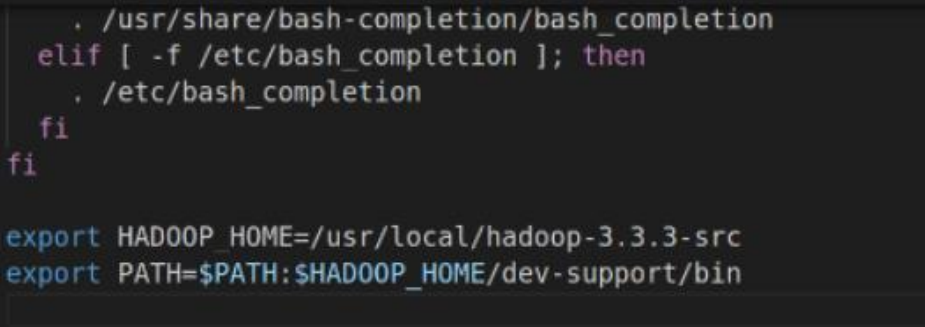 . /usr/share/bash-completion/bash_completion
elif [ -f /etc/bash_completion ]; then
. /etc/bash_completion
fi
fi
export HADOOP_HOME=/usr/local/hadoop-3.3.3-src
export PATH=$PATH:$HADOOP_HOME/dev-support/bin